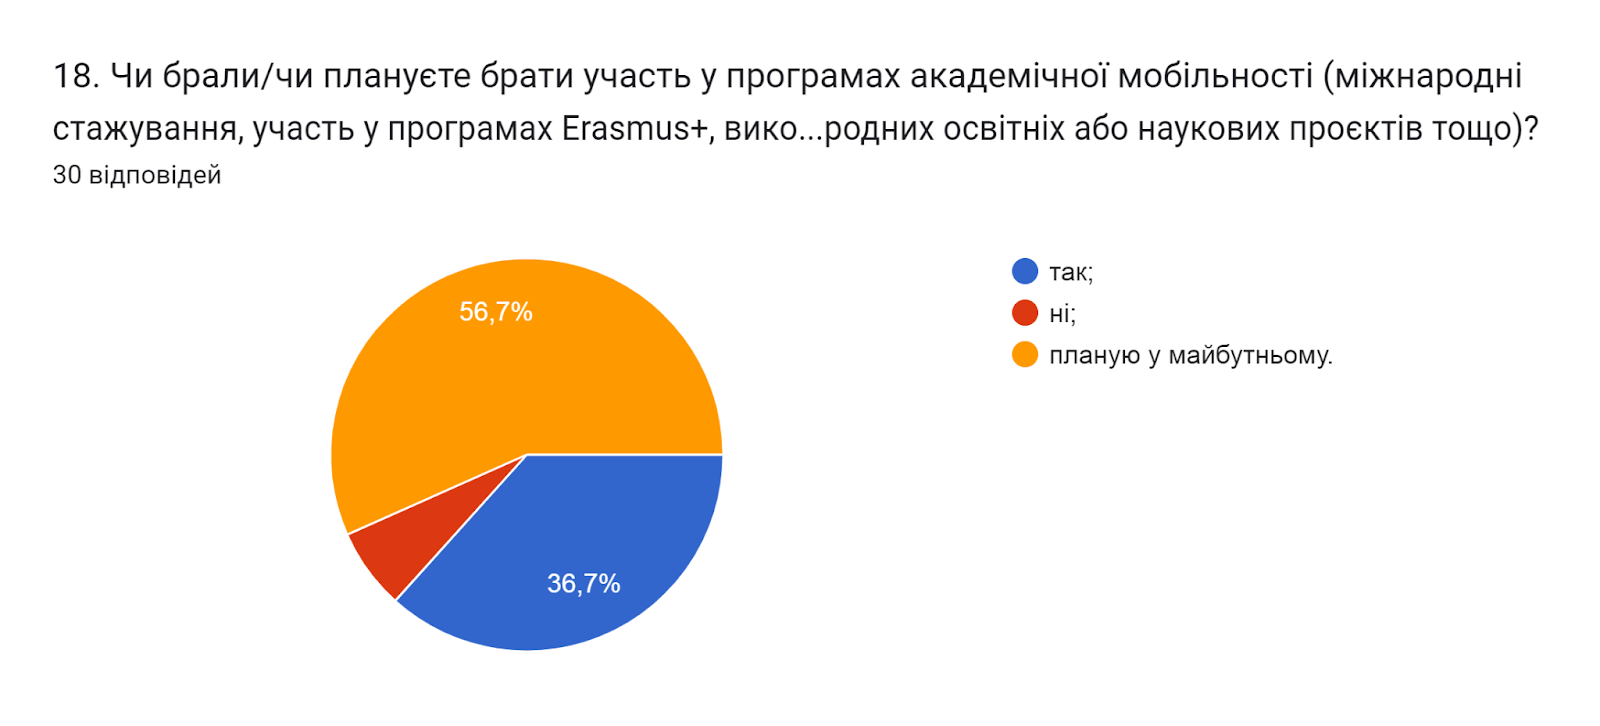 18. Чи брали/чи плануєте брати участь у програмах академічної мобільності (міжнародні
стажування, участь у програмах Erasmus+, вико...родних освітніх або наукових проєктів тощо)?
30 відповідей
так;
ні;
планую у майбутньому.
56,7%
36,7%